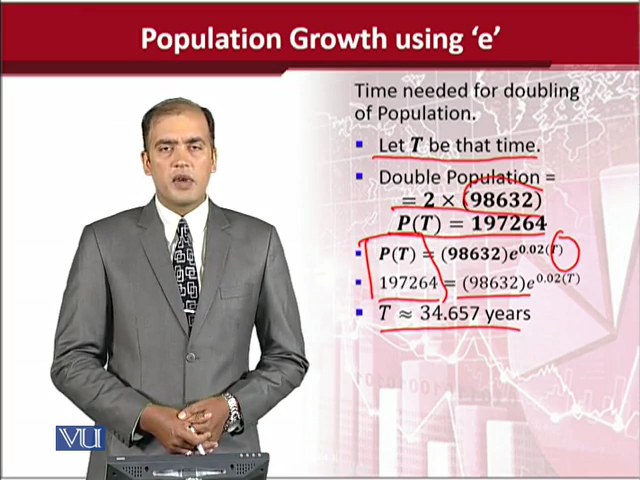 Population Growth using ‘e’
Time needed for doubling
of Population.
Let T be that time.
Double Population =
= 2 × (98632)
P(T) = 197264
P(T) = (98632)e^0.02(T)
197264 = (98632)e^0.02(T)
T ≈ 34.657 years
VU